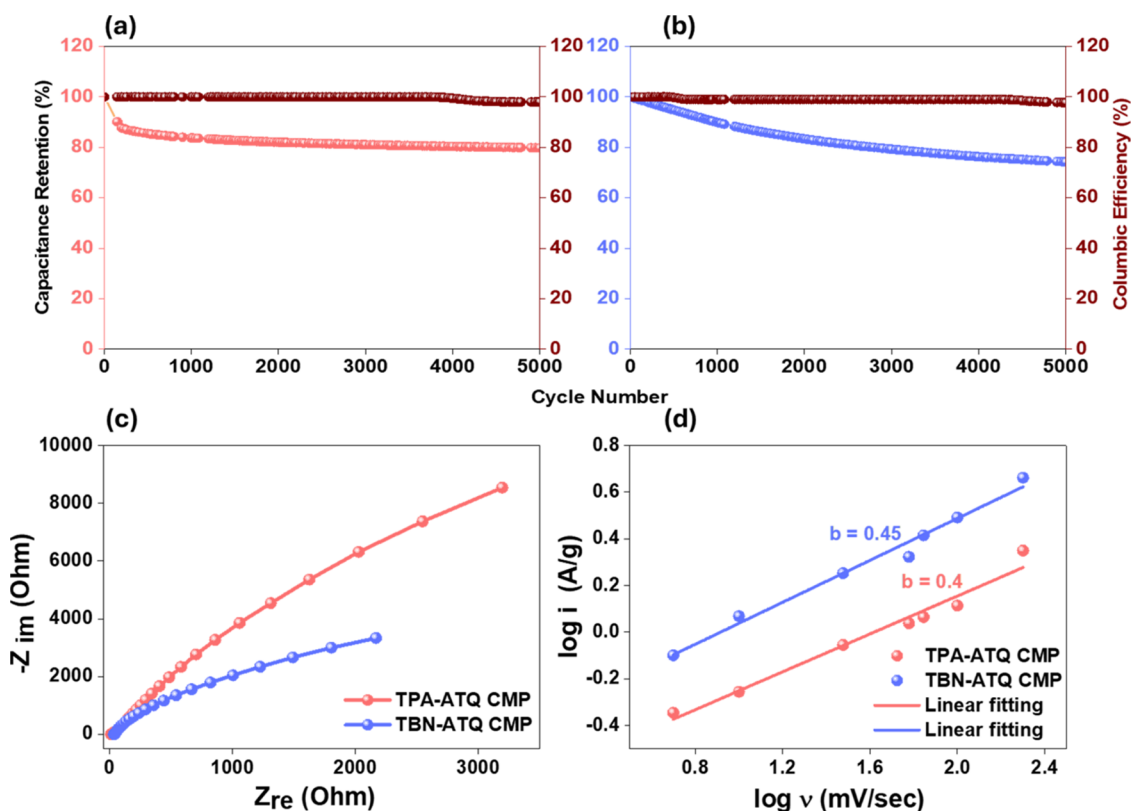 (a)
(b)
120
100
80
60
40
20
0
Capacitance Retention (%)
120
100
80
60
40
20
0
120
100
80
60
40
20
0
120
100
80
60
40
20
0
Columbic Efficiency (%)
0 1000 2000 3000 4000 5000
0 1000 2000 3000 4000 5000
Cycle Number
(c)
(d)
10000
8000
6000
4000
2000
0
-Z im (Ohm)
TPA-ATQ CMP
TBN-ATQ CMP
0 1000 2000 3000
Zre (Ohm)
0.8
0.6
0.4
0.2
0.0
-0.2
-0.4
log i (A/g)
b = 0.45
b = 0.4
TPA-ATQ CMP
TBN-ATQ CMP
Linear fitting
Linear fitting
0.8 1.2 1.6 2.0 2.4
log ν (mV/sec)